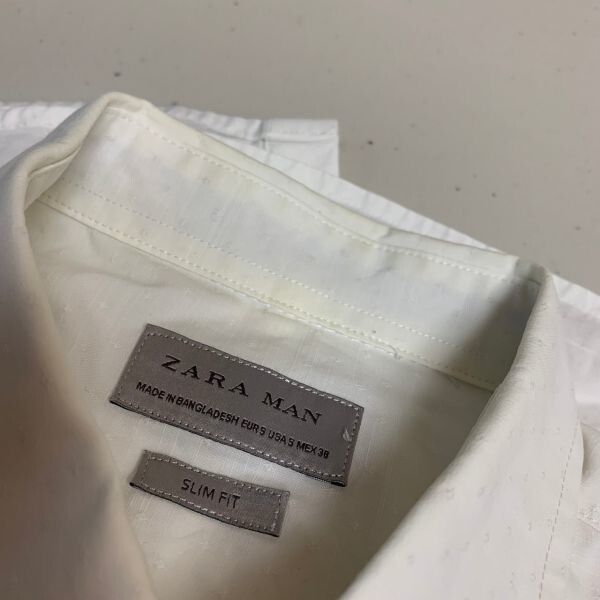 ZARA MAN
MADE IN BANGLADESH EUR S USA S MEX 38
SLIM FIT